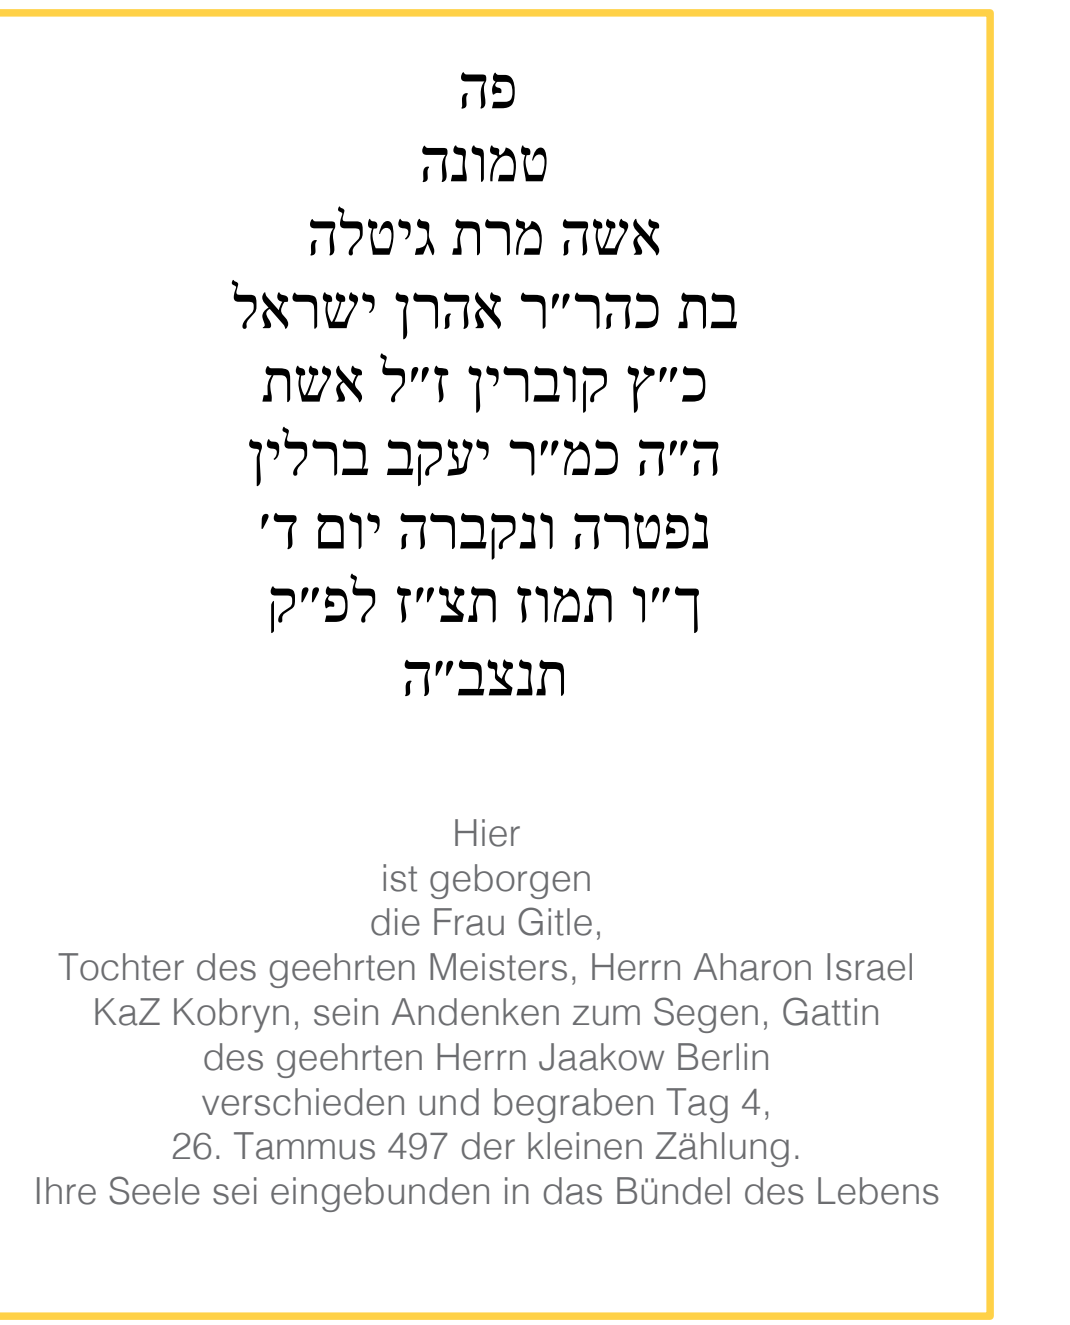 פה
טמונה
אשה מרת גיטלה
בת כהר״ר אהרן ישראל
כ״ץ קוברין ז״ל אשת
ה״ה כמ״ר יעקב ברלין
נפטרה ונקברה יום ד׳
ך״ו תמוז תצ״ז לפ״ק
תנצב״ה
Hier
ist geborgen
die Frau Gitle,
Tochter des geehrten Meisters, Herrn Aharon Israel
KaZ Kobryn, sein Andenken zum Segen, Gattin
des geehrten Herrn Jaakow Berlin
verschieden und begraben Tag 4,
26. Tammus 497 der kleinen Zählung.
Ihre Seele sei eingebunden in das Bündel des Lebens